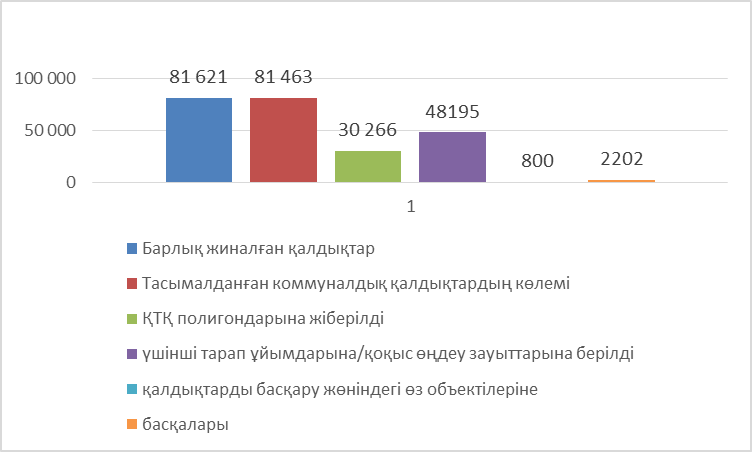 81 621
81 463
100 000
48195
30 266
50 000
800
2202
0
1
Барлық жиналған қалдықтар
Тасымалданған коммуналдық қалдықтардың көлемі
ҚТҚ полигондарына жіберілді
үшінші тарап ұйымдарына/қоқыс өңдеу зауыттарына берілді
қалдықтарды басқару жөніндегі өз объектілеріне
басқалары